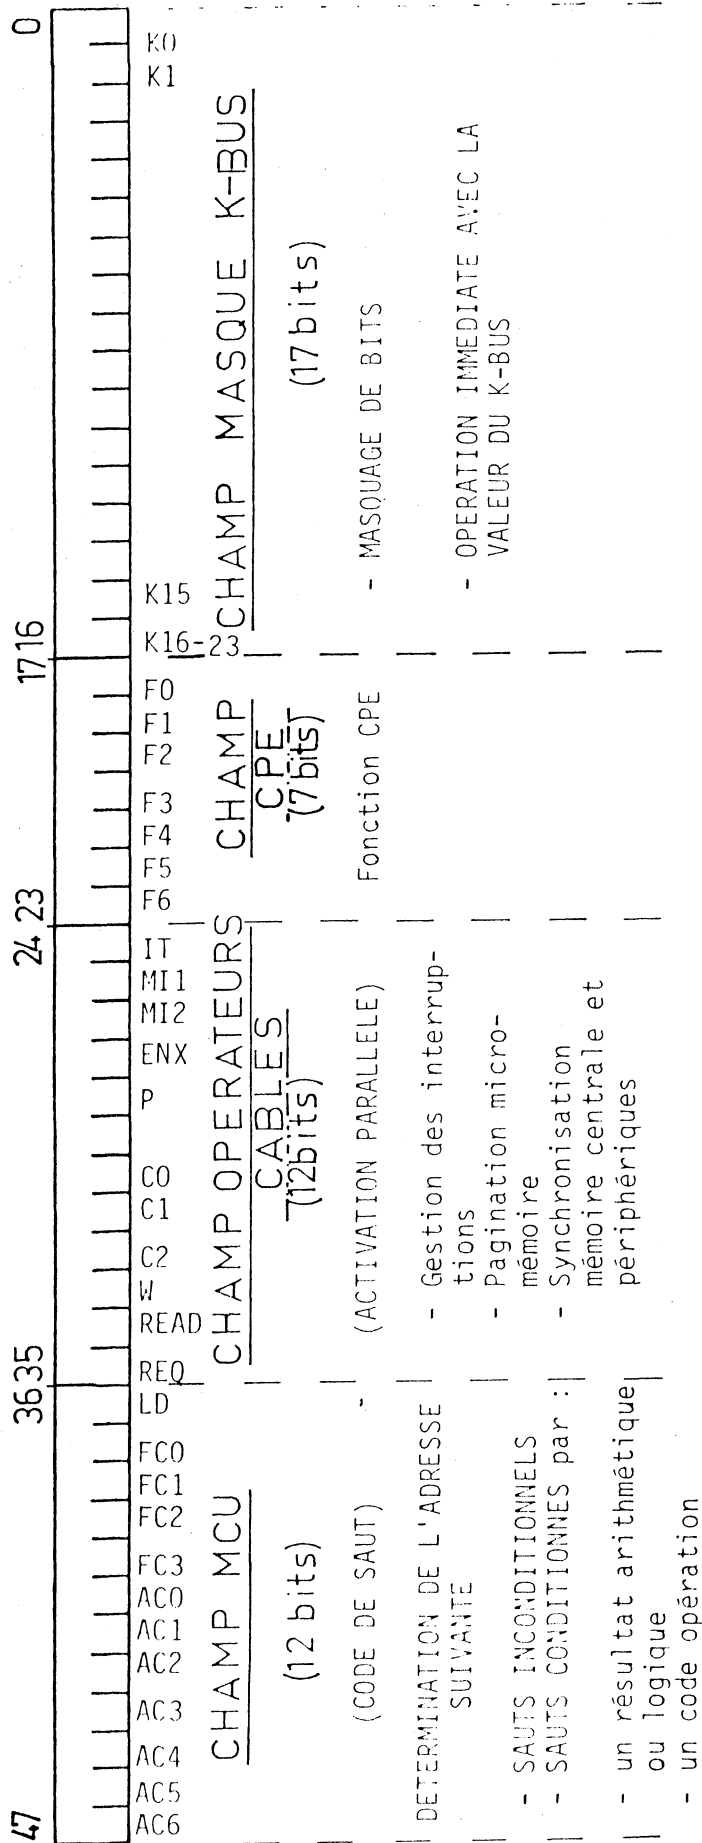 0
K0
K1
K15
K16-23
CHAMP MASQUE K-BUS
(17 bits)
- MASQUAGE DE BITS
- OPERATION IMMEDIATE AVEC LA
VALEUR DU K-BUS
16
17
F0
F1
F2
F3
F4
F5
F6
CHAMP
CPE
(7 bits)
Fonction CPE
23
24
IT
MI1
MI2
ENX
P
C0
C1
C2
W
READ
REQ
CHAMP OPERATEURS
CABLES
(12bits)
(ACTIVATION PARALLELE)
- Gestion des interrup-
tions
- Pagination micro-
mémoire
- Synchronisation
mémoire centrale et
périphériques
35
36
LD
FC0
FC1
FC2
FC3
AC0
AC1
AC2
AC3
AC4
AC5
AC6
CHAMP MCU
(12 bits)
(CODE DE SAUT) -
DETERMINATION DE L'ADRESSE
SUIVANTE
- SAUTS INCONDITIONNELS
- SAUTS CONDITIONNES par :
- un résultat arithmétique
ou logique
- un code opération
47